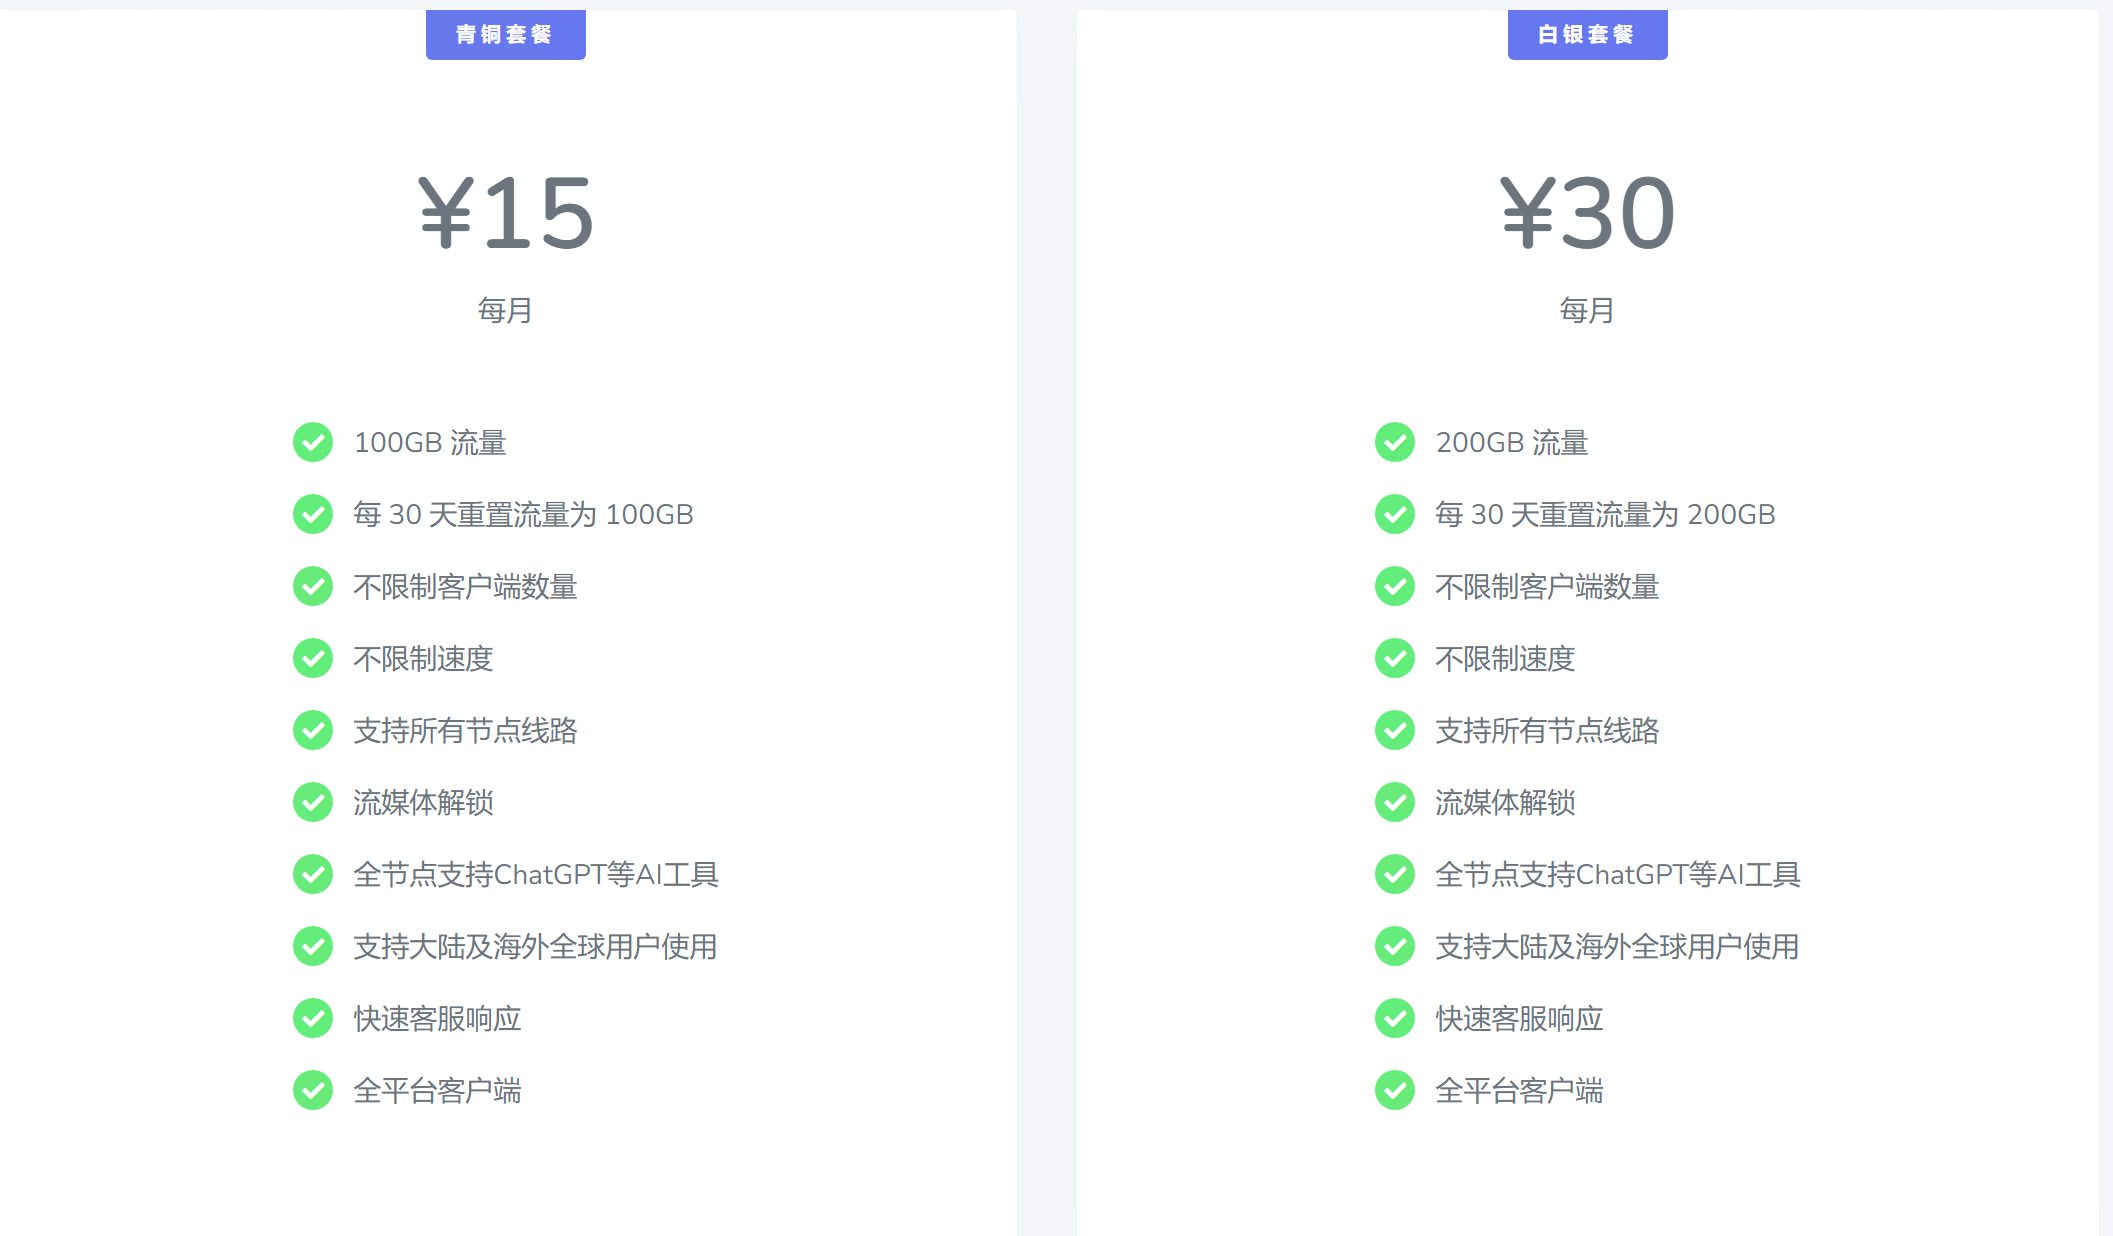 青铜套餐
¥15
每月
100GB 流量
每 30 天重置流量为 100GB
不限制客户端数量
不限制速度
支持所有节点线路
流媒体解锁
全节点支持ChatGPT等AI工具
支持大陆及海外全球用户使用
快速客服响应
全平台客户端
白银套餐
¥30
每月
200GB 流量
每 30 天重置流量为 200GB
不限制客户端数量
不限制速度
支持所有节点线路
流媒体解锁
全节点支持ChatGPT等AI工具
支持大陆及海外全球用户使用
快速客服响应
全平台客户端